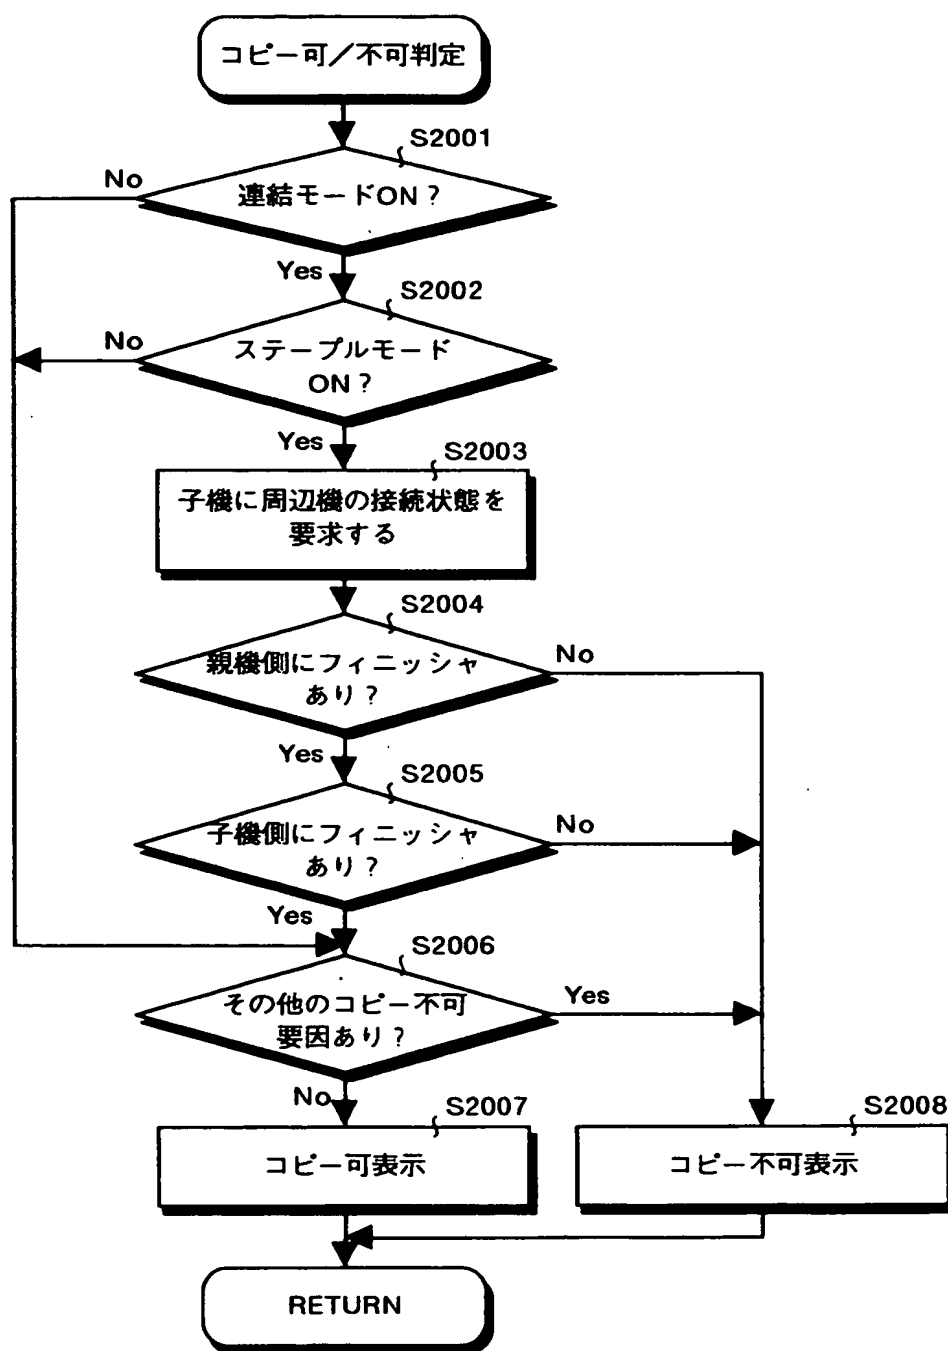 コピー可／不可判定
S2001
No
連結モードON？
Yes
S2002
No
ステープルモード
ON？
Yes
S2003
子機に周辺機の接続状態を
要求する
S2004
親機側にフィニッシャ
あり？
No
Yes
S2005
子機側にフィニッシャ
あり？
No
Yes
S2006
その他のコピー不可
要因あり？
Yes
No
S2007
コピー可表示
S2008
コピー不可表示
RETURN